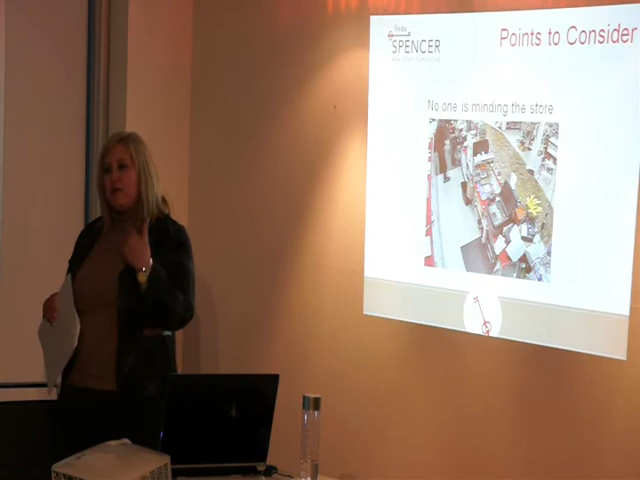 linda
SPENCER
Points to Consider
No one is minding the store